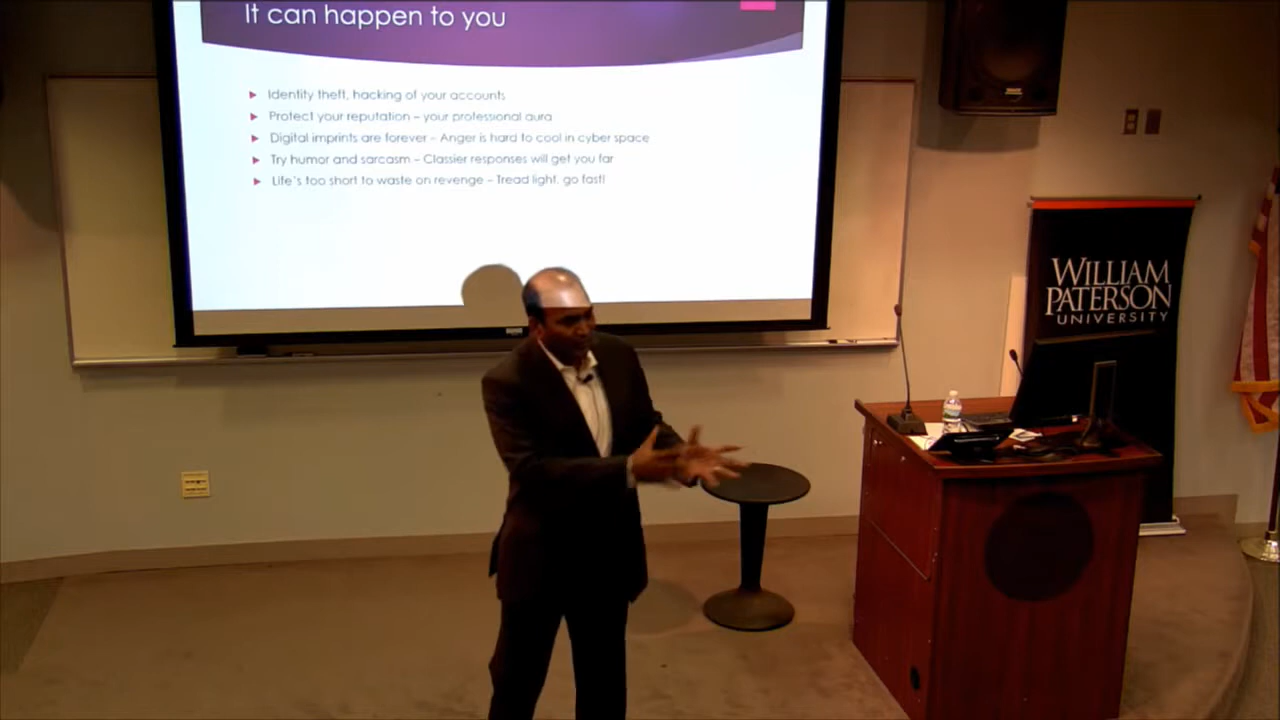 It can happen to you
Identity theft, hacking of your accounts
Protect your reputation – your professional aura
Digital imprints are forever – Anger is hard to cool in cyber space
Try humor and sarcasm – Classier responses will get you far
Life's too short to waste on revenge – Tread light, go fast!
WILLIAM
PATERSON
UNIVERSITY